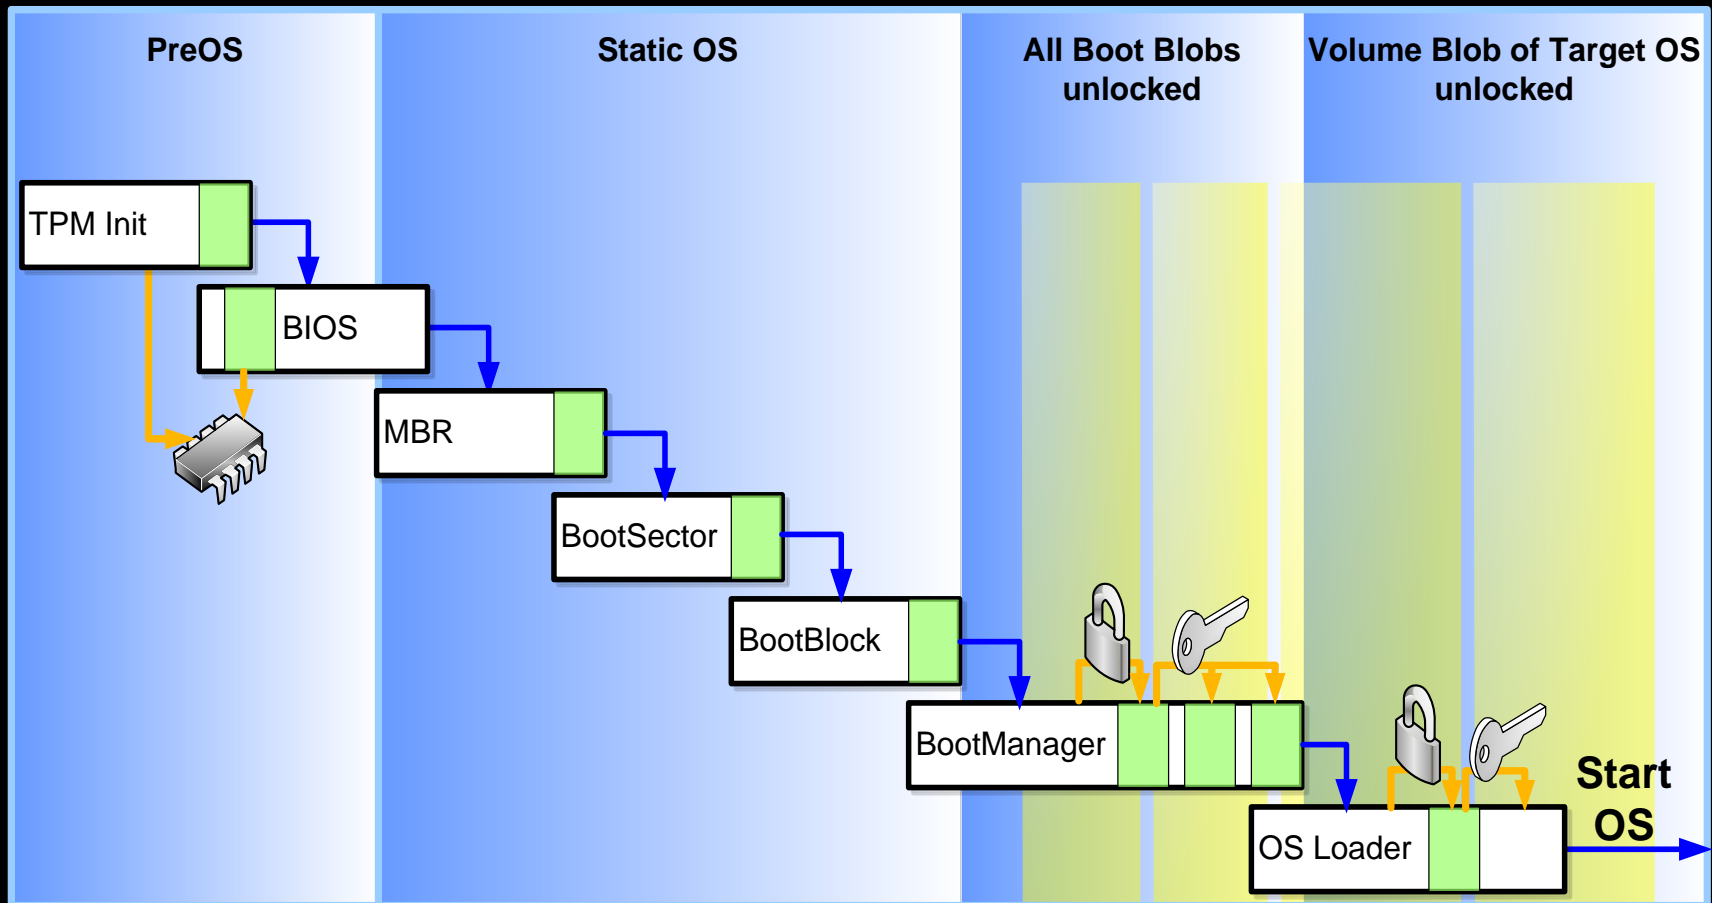 PreOS
Static OS
All Boot Blobs
unlocked
Volume Blob of Target OS
unlocked
TPM Init
BIOS
MBR
BootSector
BootBlock
BootManager
OS Loader
Start
OS